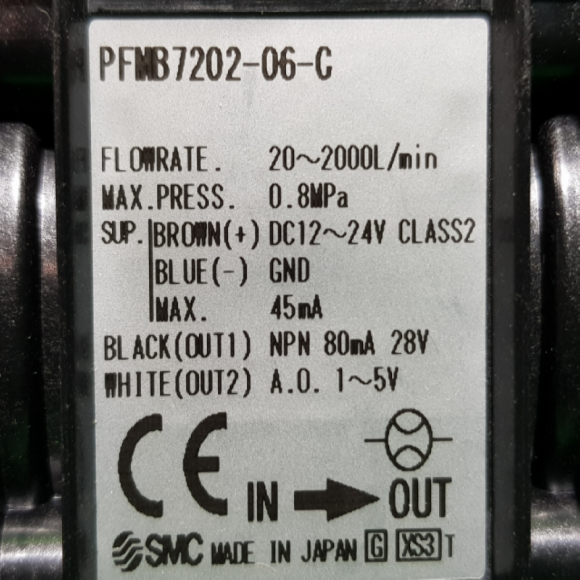 PFMB7202-06-C
FLOWRATE. 20～2000L/min
MAX.PRESS. 0.8MPa
SUP. BROWN(+) DC12～24V CLASS2
BLUE(-) GND
MAX. 45mA
BLACK(OUT1) NPN 80mA 28V
WHITE(OUT2) A.O. 1～5V
CE IN OUT
SMC MADE IN JAPAN G XS3 T